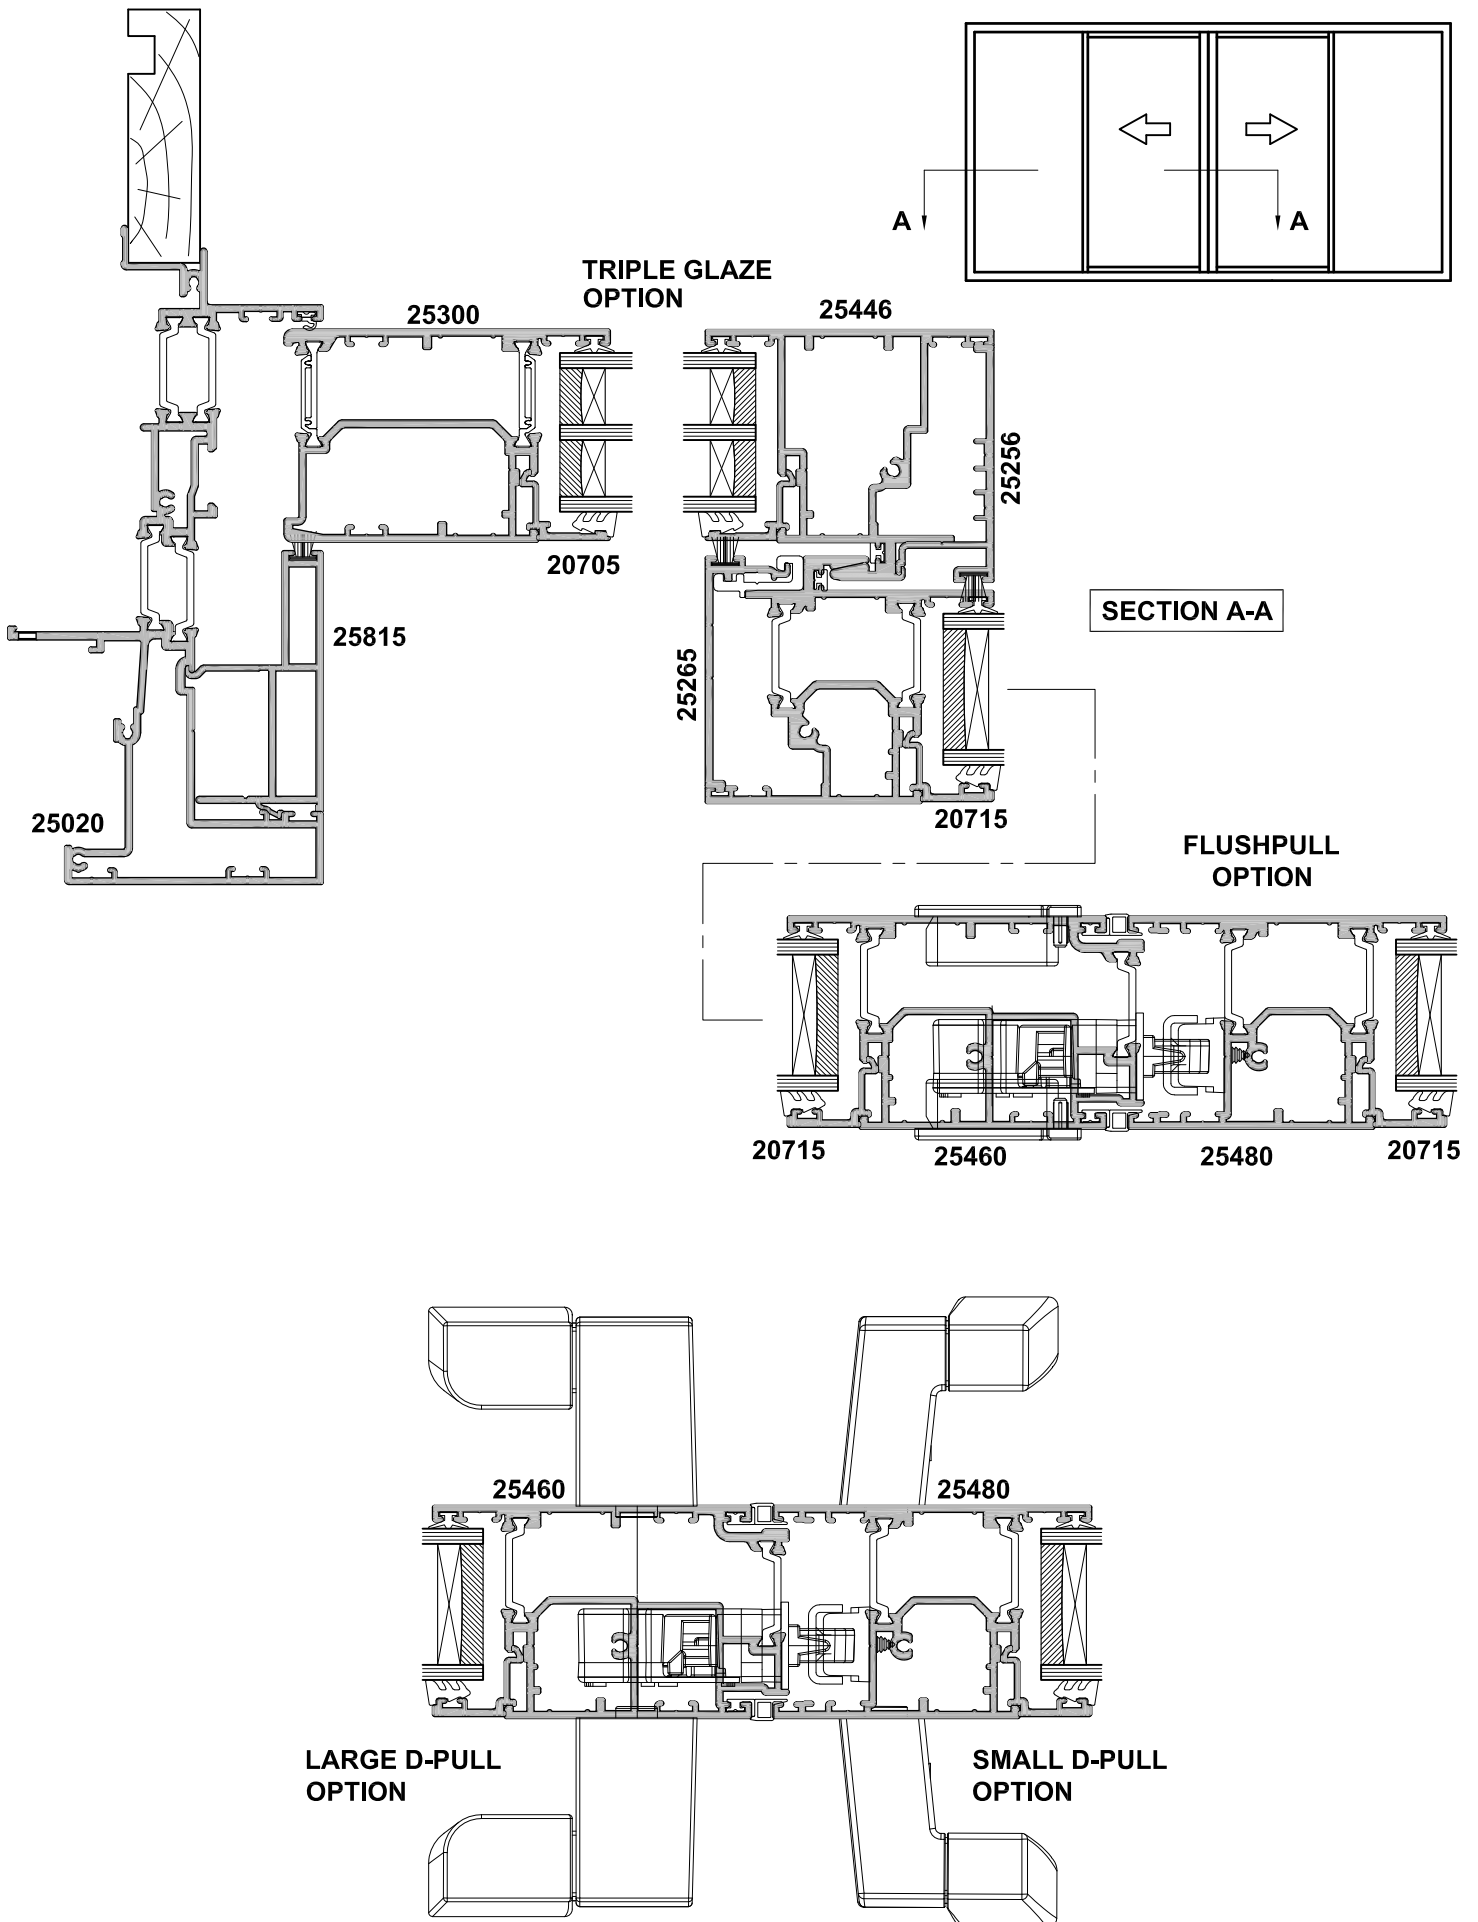 A
A
TRIPLE GLAZE
OPTION
25300
25446
25256
20705
SECTION A-A
25815
25265
25020
20715
FLUSHPULL
OPTION
20715
25460
25480
20715
25460
25480
LARGE D-PULL
OPTION
SMALL D-PULL
OPTION